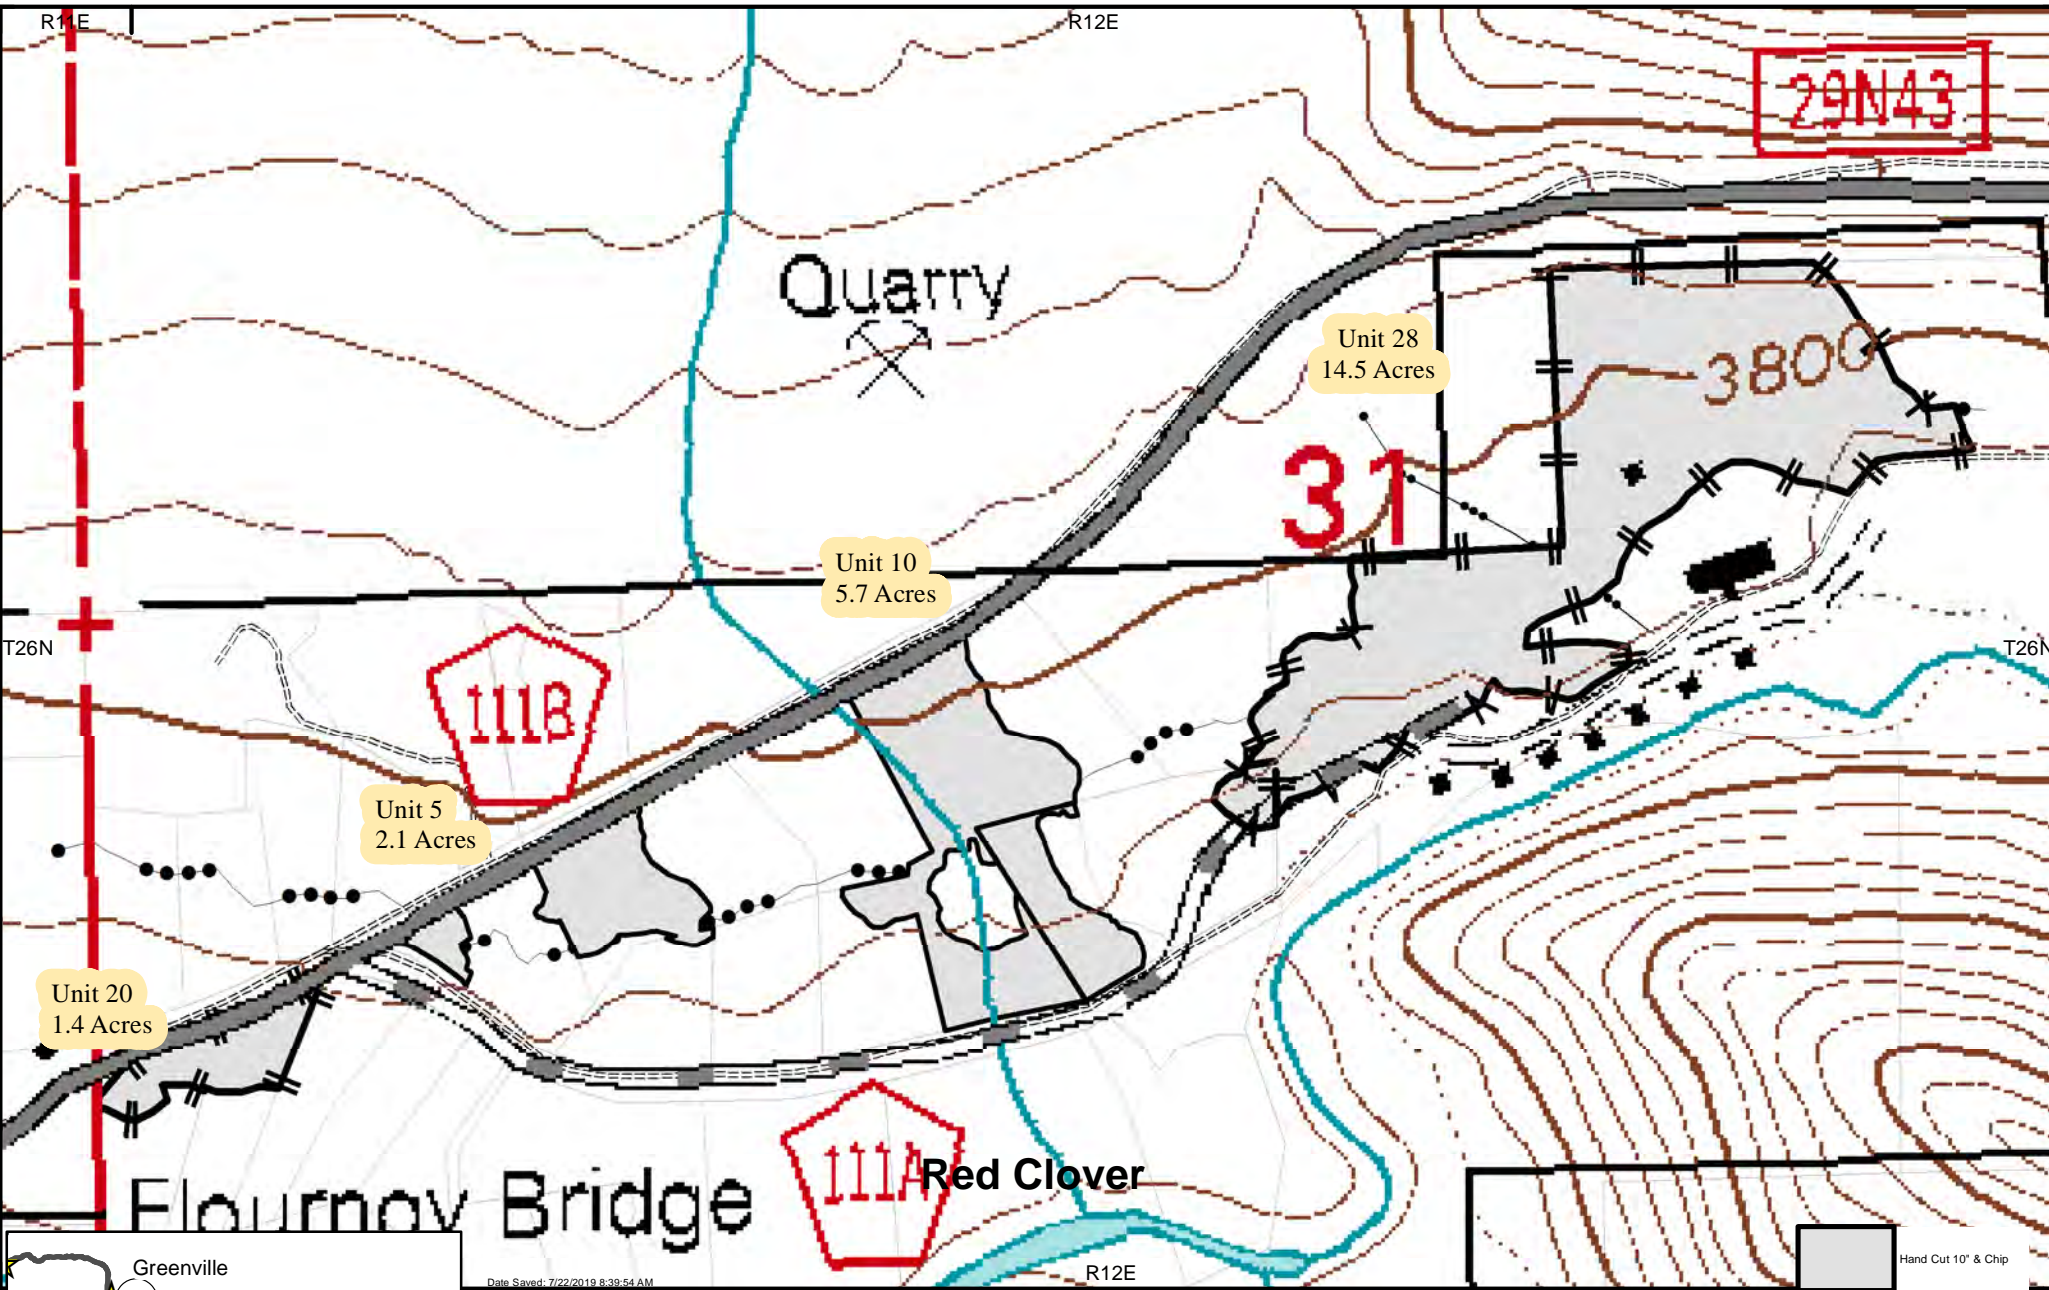 R11E
R12E
29N43
Quarry
Unit 28
14.5 Acres
3800
31
Unit 10
5.7 Acres
T26N
T26N
111B
Unit 5
2.1 Acres
Unit 20
1.4 Acres
111A
Red Clover
Flournoy Bridge
Greenville
R12E
Hand Cut 10" & Chip
Date Saved: 7/22/2019 8:39:54 AM